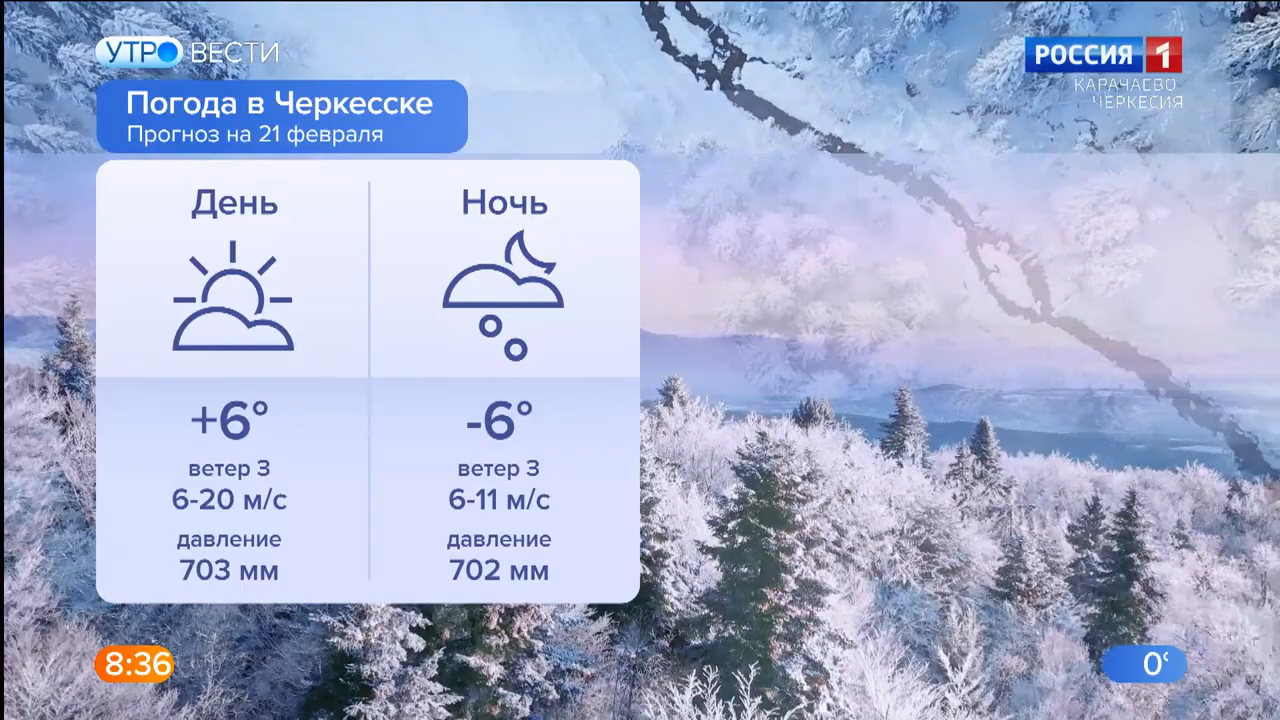 УТРО ВЕСТИ
РОССИЯ 1
КАРАЧАЕВО
ЧЕРКЕСИЯ
Погода в Черкесске
Прогноз на 21 февраля
День
Ночь
+6°
-6°
ветер З
ветер З
6-20 м/с
6-11 м/с
давление
давление
703 мм
702 мм
8:36
0°